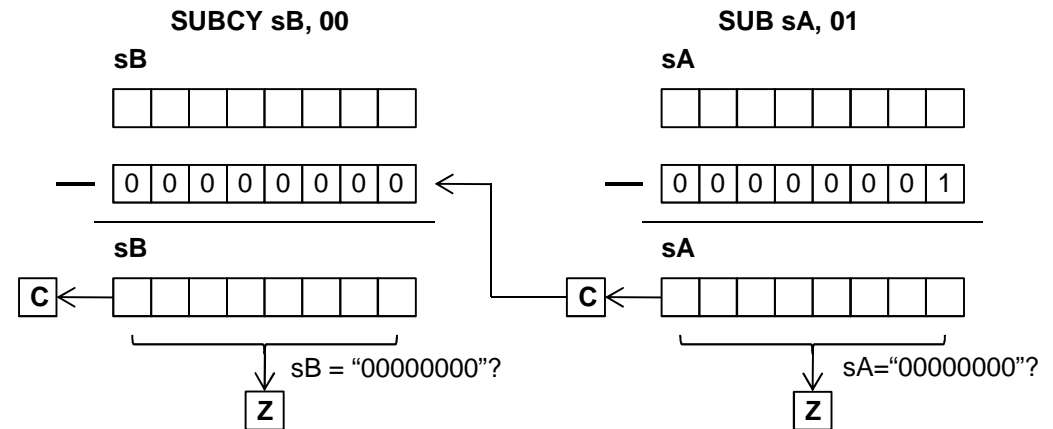 SUBCY sB, 00 SUB sA, 01
sB sA
— 0 0 0 0 0 0 0 0 — 0 0 0 0 0 0 0 1
sB sA
C C
sB = “00000000”? sA=“00000000”?
Z Z